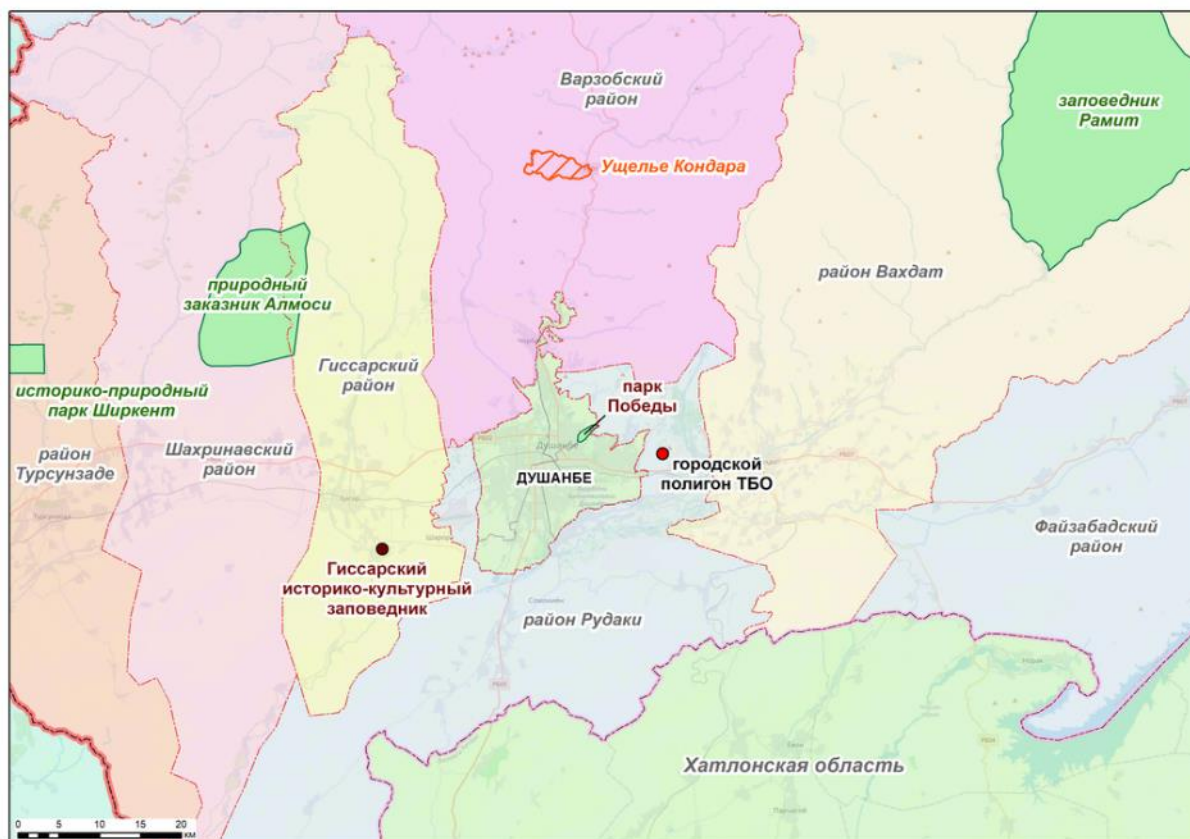 Варзобский
район
заповедник
Рамит
Ущелье Кондара
район Вахдат
природный
заказник Алмоси
Гиссарский
район
историко-природный
парк Ширкент
парк
Победы
район
Турсунзаде
Шахринавский
район
Душанбе
ДУШАНБЕ
городской
полигон ТБО
Файзабадский
район
Гиссарский
историко-культурный
заповедник
район Рудаки
Хатлонская область
0 5 10 15 20
КМ